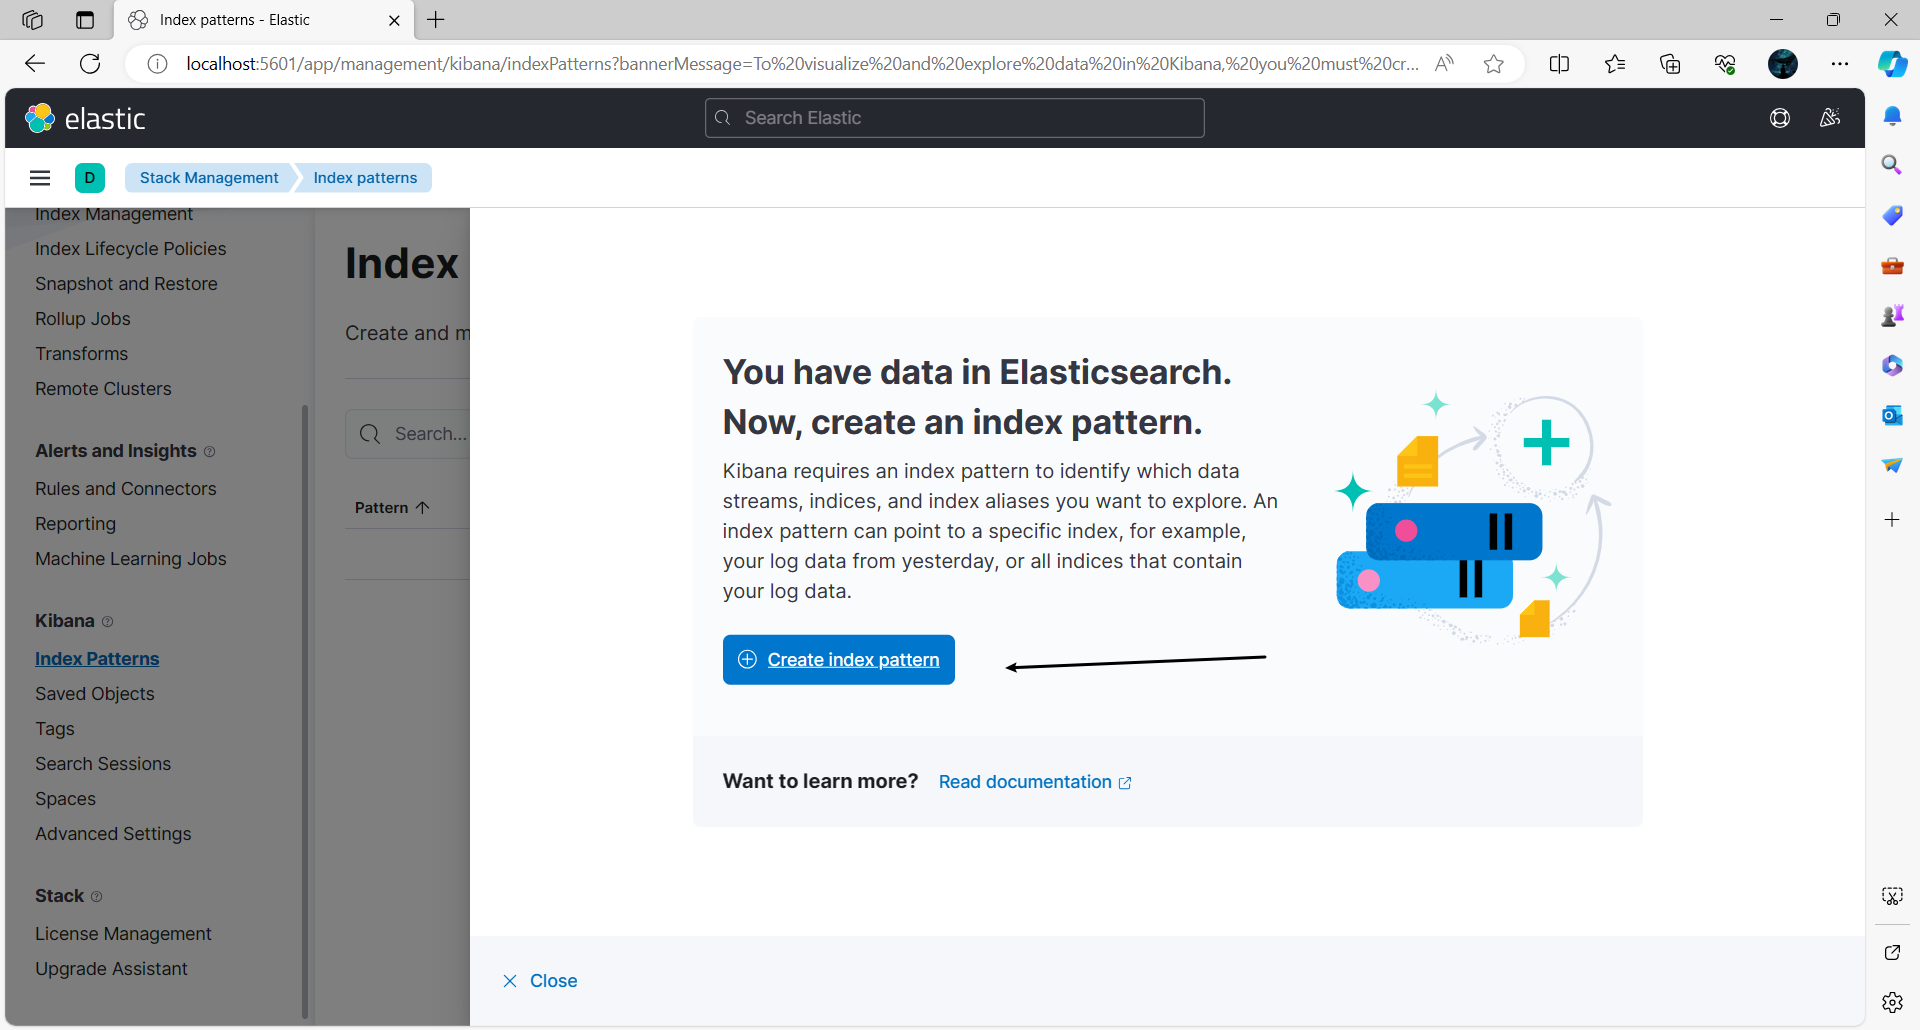 Index patterns - Elastic
localhost:5601/app/management/kibana/indexPatterns?bannerMessage=To%20visualize%20and%20explore%20data%20in%20Kibana,%20you%20must%20cr...
elastic
Search Elastic
D
Stack Management
Index patterns
Index Management
Index Lifecycle Policies
Snapshot and Restore
Rollup Jobs
Transforms
Remote Clusters
Alerts and Insights
Rules and Connectors
Reporting
Machine Learning Jobs
Kibana
Index Patterns
Saved Objects
Tags
Search Sessions
Spaces
Advanced Settings
Stack
License Management
Upgrade Assistant
Index
Create and m
Search...
Pattern
You have data in Elasticsearch.
Now, create an index pattern.
Kibana requires an index pattern to identify which data
streams, indices, and index aliases you want to explore. An
index pattern can point to a specific index, for example,
your log data from yesterday, or all indices that contain
your log data.
Create index pattern
Want to learn more? Read documentation
Close